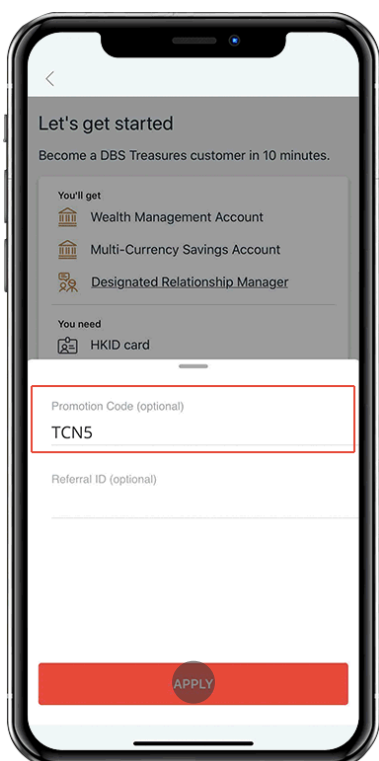 Let's get started
Become a DBS Treasures customer in 10 minutes.
You'll get
Wealth Management Account
Multi-Currency Savings Account
Designated Relationship Manager
You need
HKID card
Promotion Code (optional)
TCN5
Referral ID (optional)
APPLY